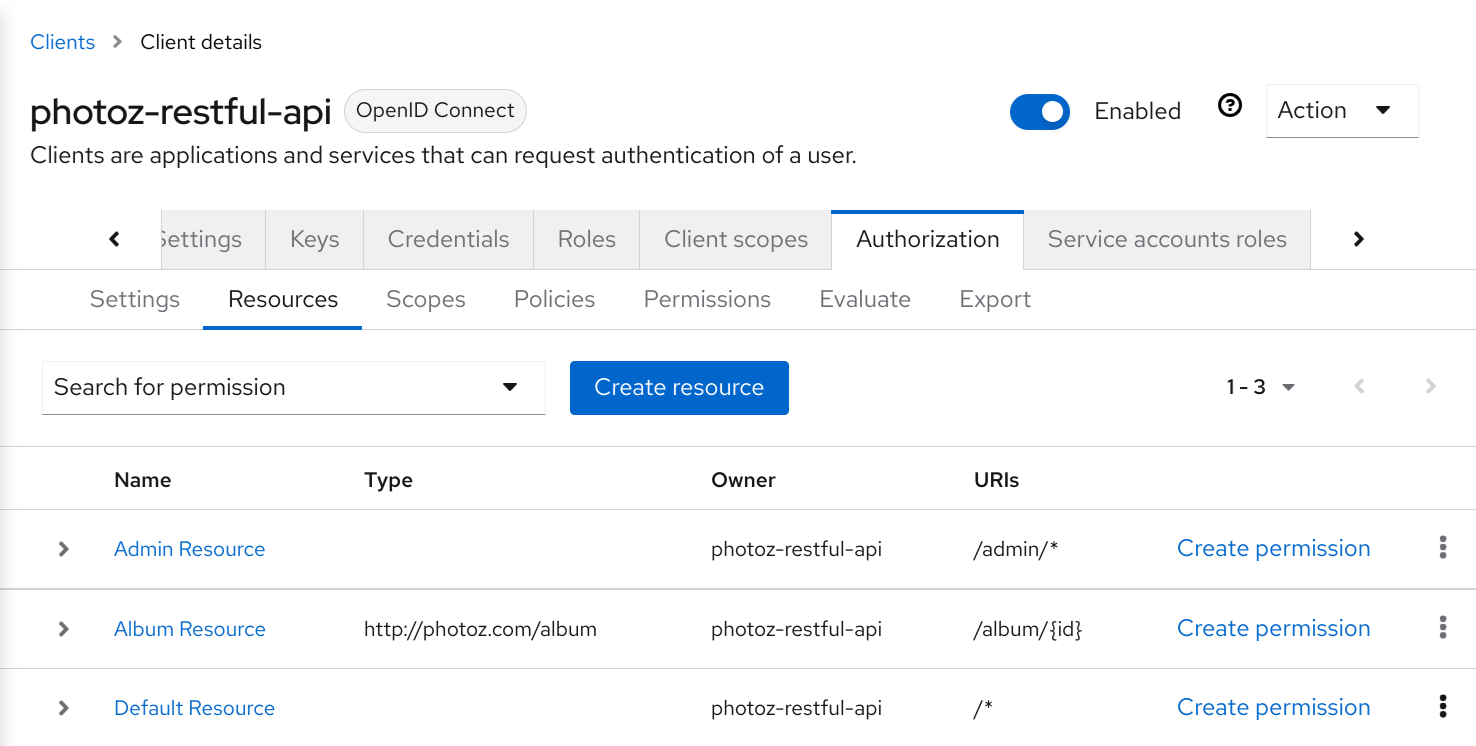 Clients Client details
photoz-restful-api OpenID Connect Enabled Action
Clients are applications and services that can request authentication of a user.
Settings Keys Credentials Roles Client scopes Authorization Service accounts roles
Settings Resources Scopes Policies Permissions Evaluate Export
Search for permission Create resource 1 - 3
Name Type Owner URIs
Admin Resource photoz-restful-api /admin/* Create permission
Album Resource http://photoz.com/album photoz-restful-api /album/{id} Create permission
Default Resource photoz-restful-api /* Create permission